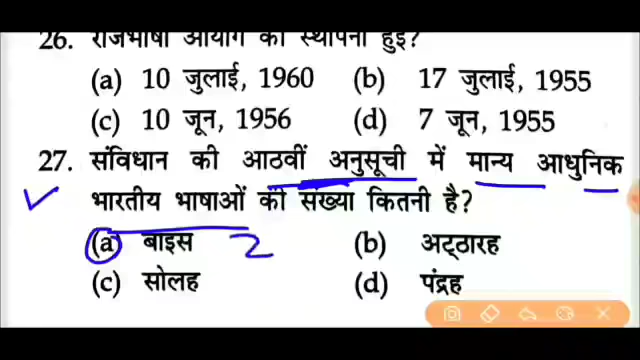 26. राजभाषा आयोग की स्थापना हुई?
(a) 10 जुलाई, 1960 (b) 17 जुलाई, 1955
(c) 10 जून, 1956 (d) 7 जून, 1955
27. संविधान की आठवीं अनुसूची में मान्य आधुनिक
भारतीय भाषाओं की संख्या कितनी है?
(a) बाइस 2 (b) अट्ठारह
(c) सोलह (d) पंद्रह